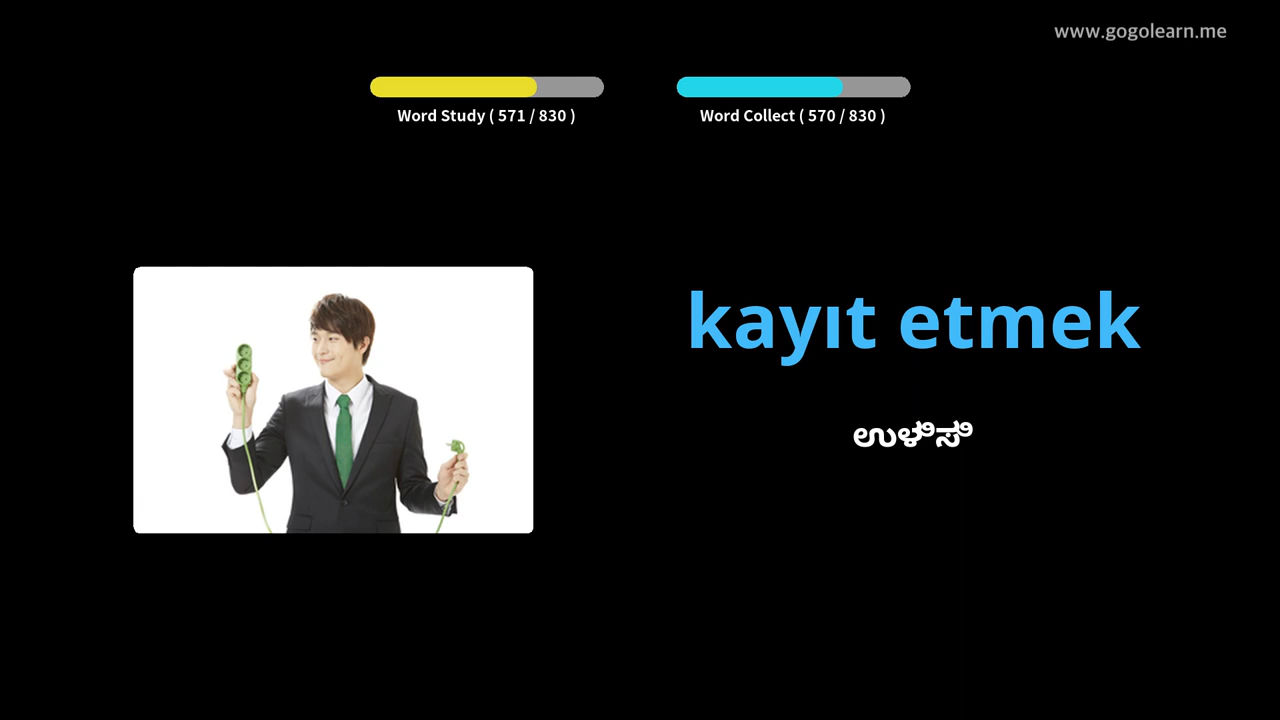 www.gogolearn.me
Word Study ( 571 / 830 )
Word Collect ( 570 / 830 )
kayıt etmek
ಉಳಿಸಿ